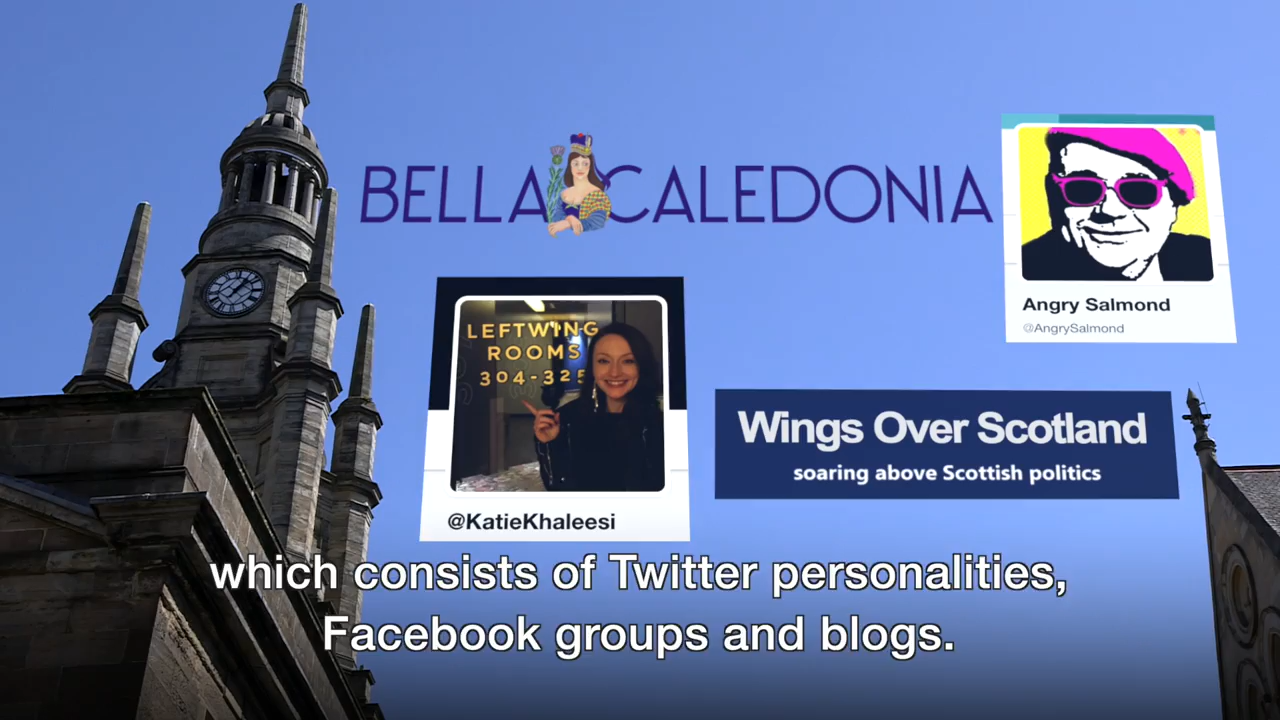 BELLA CALEDONIA
LEFTWING
ROOMS
304-325
@KatieKhaleesi
Angry Salmond
@AngrySalmond
Wings Over Scotland
soaring above Scottish politics
which consists of Twitter personalities,
Facebook groups and blogs.